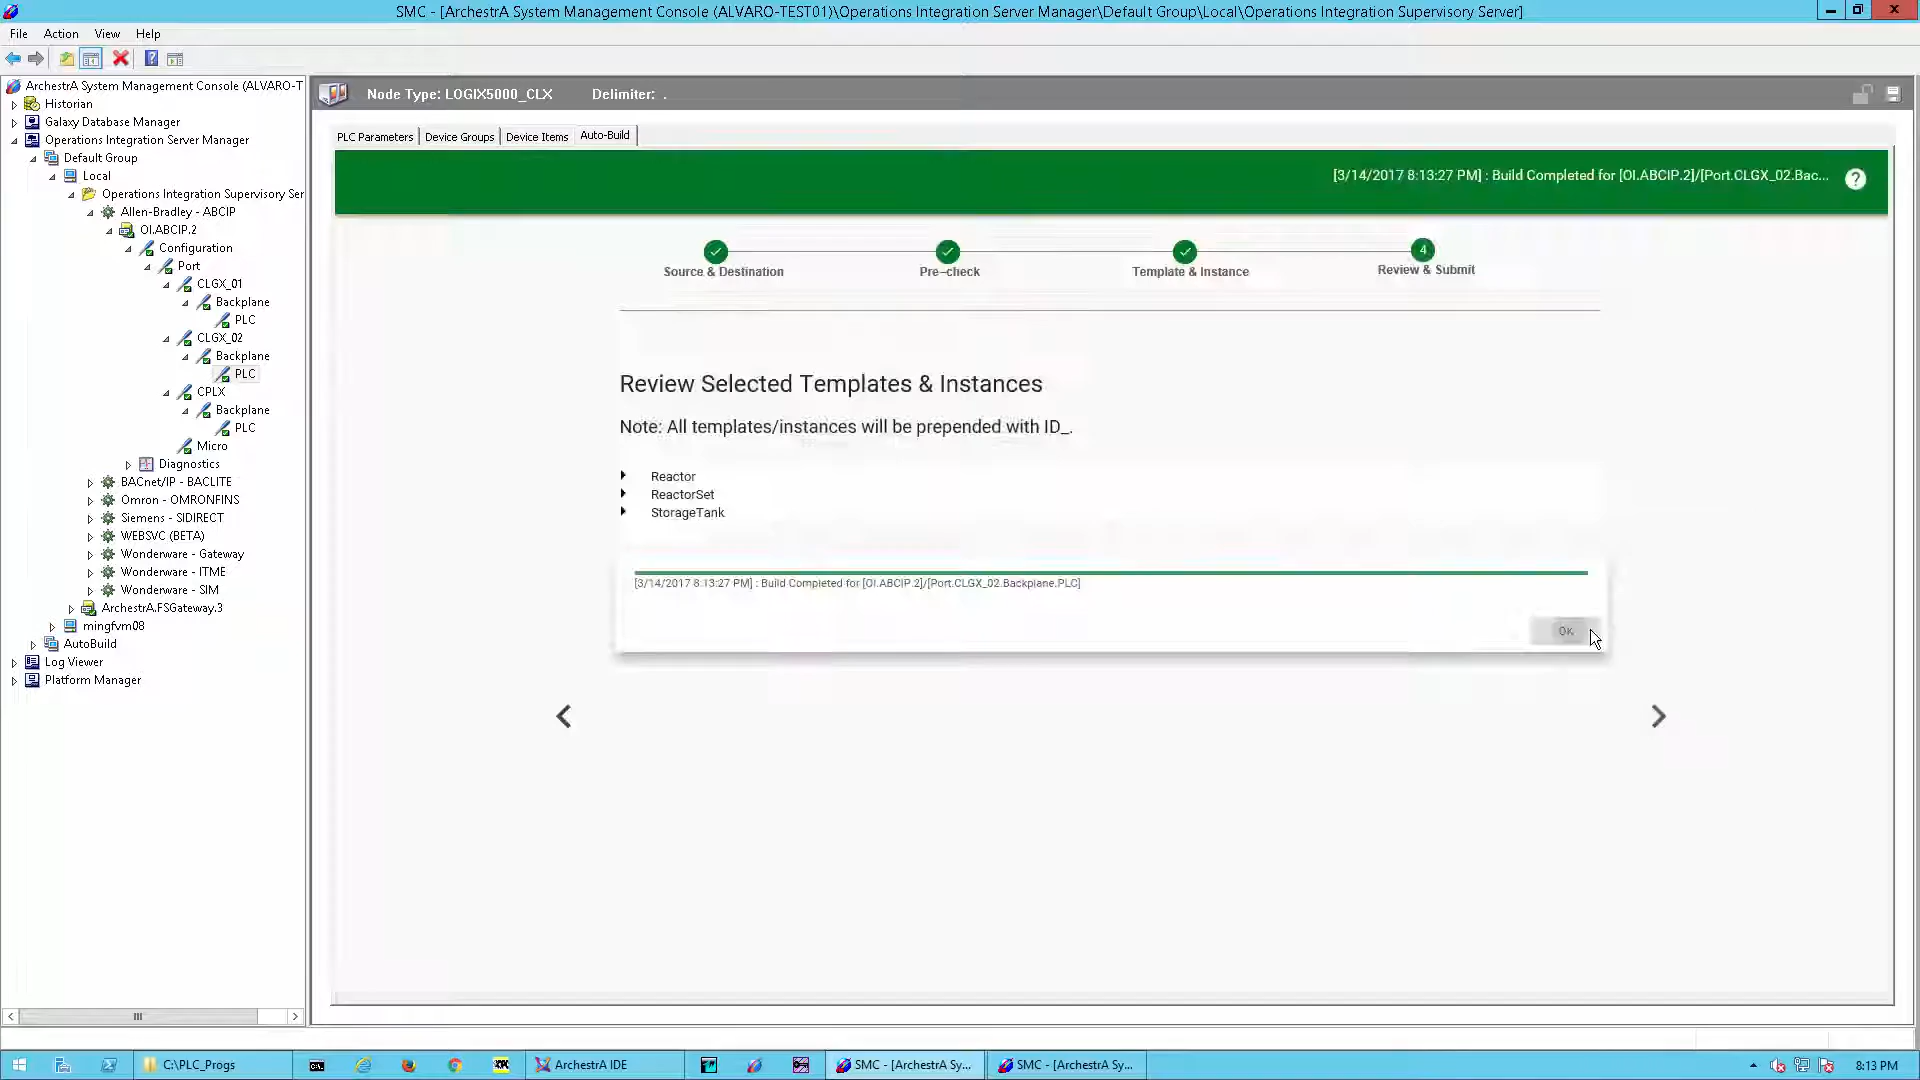 SMC - [ArchestrA System Management Console (ALVARO-TEST01)\Operations Integration Server Manager\Default Group\Local\Operations Integration Supervisory Server]
File Action View Help
ArchestrA System Management Console (ALVARO-T
Historian
Galaxy Database Manager
Operations Integration Server Manager
Default Group
Local
Operations Integration Supervisory Ser
Allen-Bradley - ABCIP
OI.ABCIP.2
Configuration
Port
CLGX_01
Backplane
PLC
CLGX_02
Backplane
PLC
CPLX
Backplane
PLC
Micro
Diagnostics
BACnet/IP - BACLITE
Omron - OMRONFINS
Siemens - SIDIRECT
WEBSVC (BETA)
Wonderware - Gateway
Wonderware - ITME
Wonderware - SIM
ArchestrA.FSGateway.3
mingfvm08
AutoBuild
Log Viewer
Platform Manager
Node Type: LOGIX5000_CLX Delimiter: .
PLC Parameters Device Groups Device Items Auto-Build
[3/14/2017 8:13:27 PM] : Build Completed for [OI.ABCIP.2]/[Port.CLGX_02.Bac... ?
4
Source & Destination Pre-check Template & Instance Review & Submit
Review Selected Templates & Instances
Note: All templates/instances will be prepended with ID_.
Reactor
ReactorSet
StorageTank
[3/14/2017 8:13:27 PM] : Build Completed for [OI.ABCIP.2]/[Port.CLGX_02.Backplane.PLC]
OK
C:\PLC_Progs ArchestrA IDE SMC - [ArchestrA Sy... SMC - [ArchestrA Sy... 8:13 PM